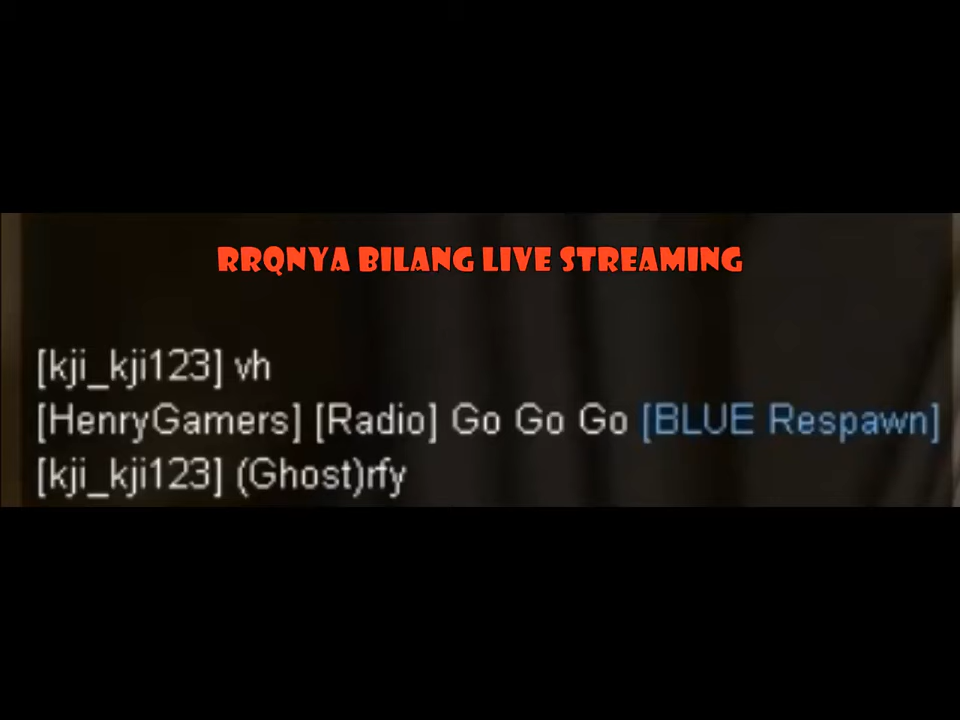 RRQNYA BILANG LIVE STREAMING
[kji_kji123] vh
[HenryGamers] [Radio] Go Go Go [BLUE Respawn]
[kji_kji123] (Ghost)rfy